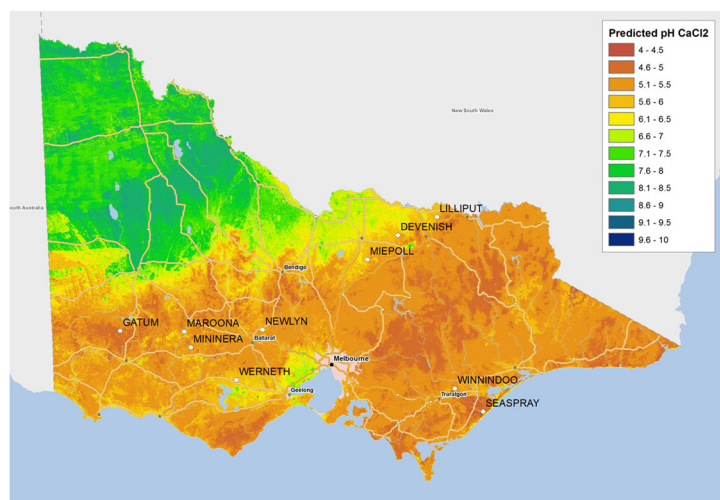 Predicted pH CaCl2
4 - 4.5
4.6 - 5
5.1 - 5.5
5.6 - 6
6.1 - 6.5
6.6 - 7
7.1 - 7.5
7.6 - 8
8.1 - 8.5
8.6 - 9
9.1 - 9.5
9.6 - 10
New South Wales
outh Australia
LILLIPUT
DEVENISH
MIEPOLL
Bendigo
GATUM
MAROONA
NEWLYN
Ballarat
MININERA
Melbourne
WERNETH
Geelong
WINNINDOO
Traralgon
SEASPRAY